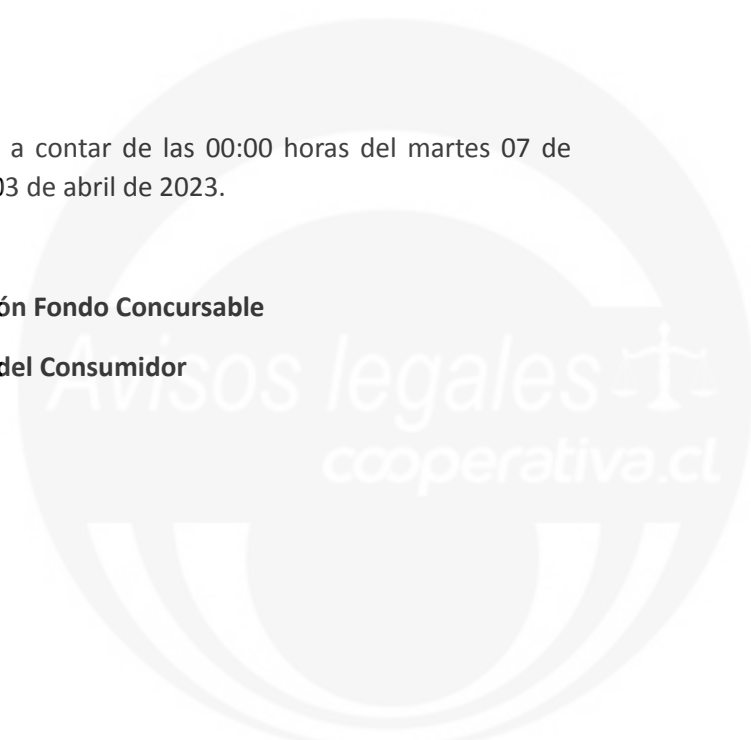 a contar de las 00:00 horas del martes 07 de
03 de abril de 2023.
ón Fondo Concursable
del Consumidor
Avisos legales
cooperativa.cl